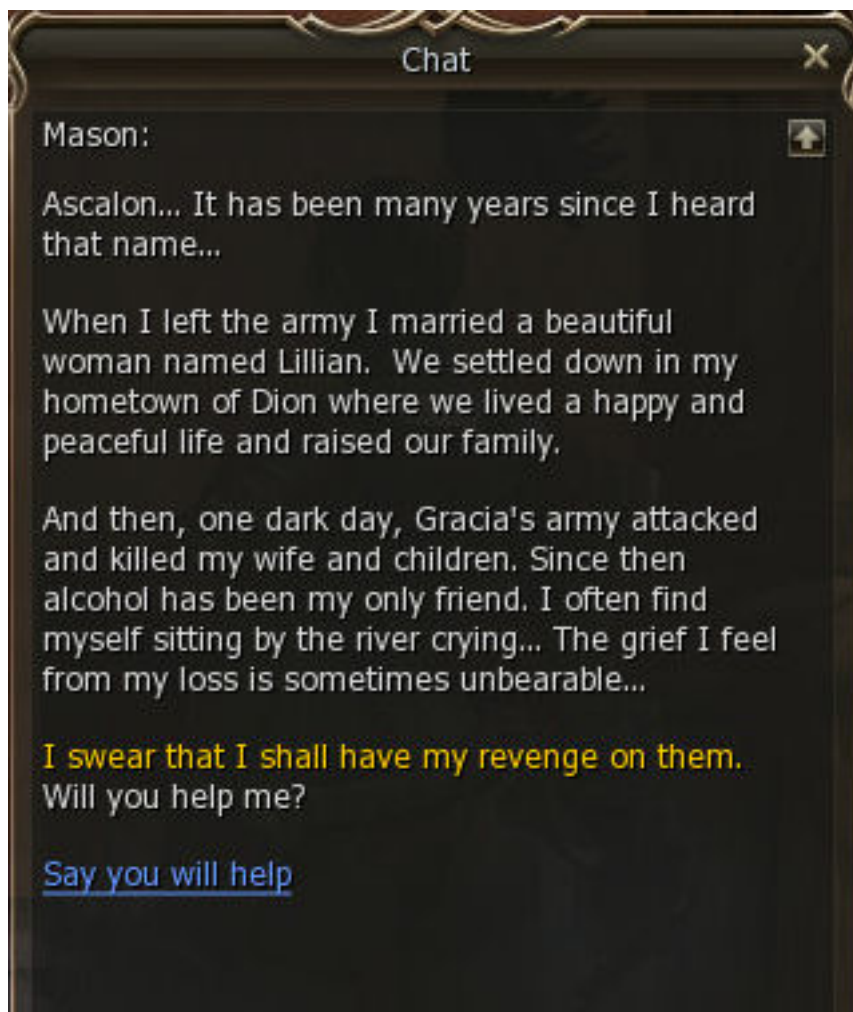 Chat
Mason:
Ascalon... It has been many years since I heard
that name...
When I left the army I married a beautiful
woman named Lillian.  We settled down in my
hometown of Dion where we lived a happy and
peaceful life and raised our family.
And then, one dark day, Gracia's army attacked
and killed my wife and children. Since then
alcohol has been my only friend. I often find
myself sitting by the river crying... The grief I feel
from my loss is sometimes unbearable...
I swear that I shall have my revenge on them.
Will you help me?
Say you will help